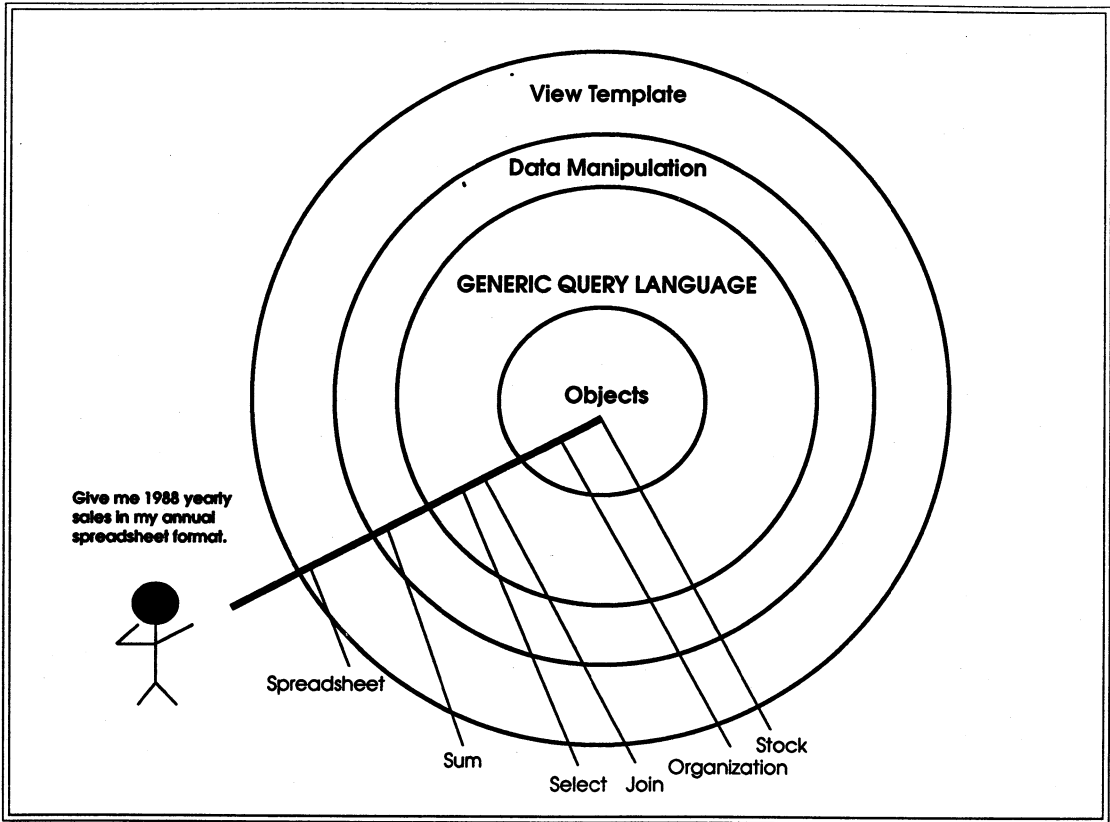 View Template
Data Manipulation
GENERIC QUERY LANGUAGE
Objects
Give me 1988 yearly
sales in my annual
spreadsheet format.
Spreadsheet
Sum
Select
Join
Organization
Stock